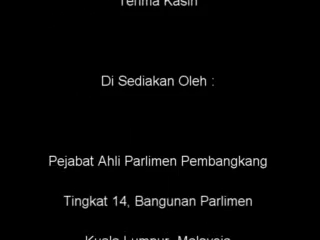 Terima Kasih
Di Sediakan Oleh :
Pejabat Ahli Parlimen Pembangkang
Tingkat 14, Bangunan Parlimen
Kuala Lumpur, Malaysia